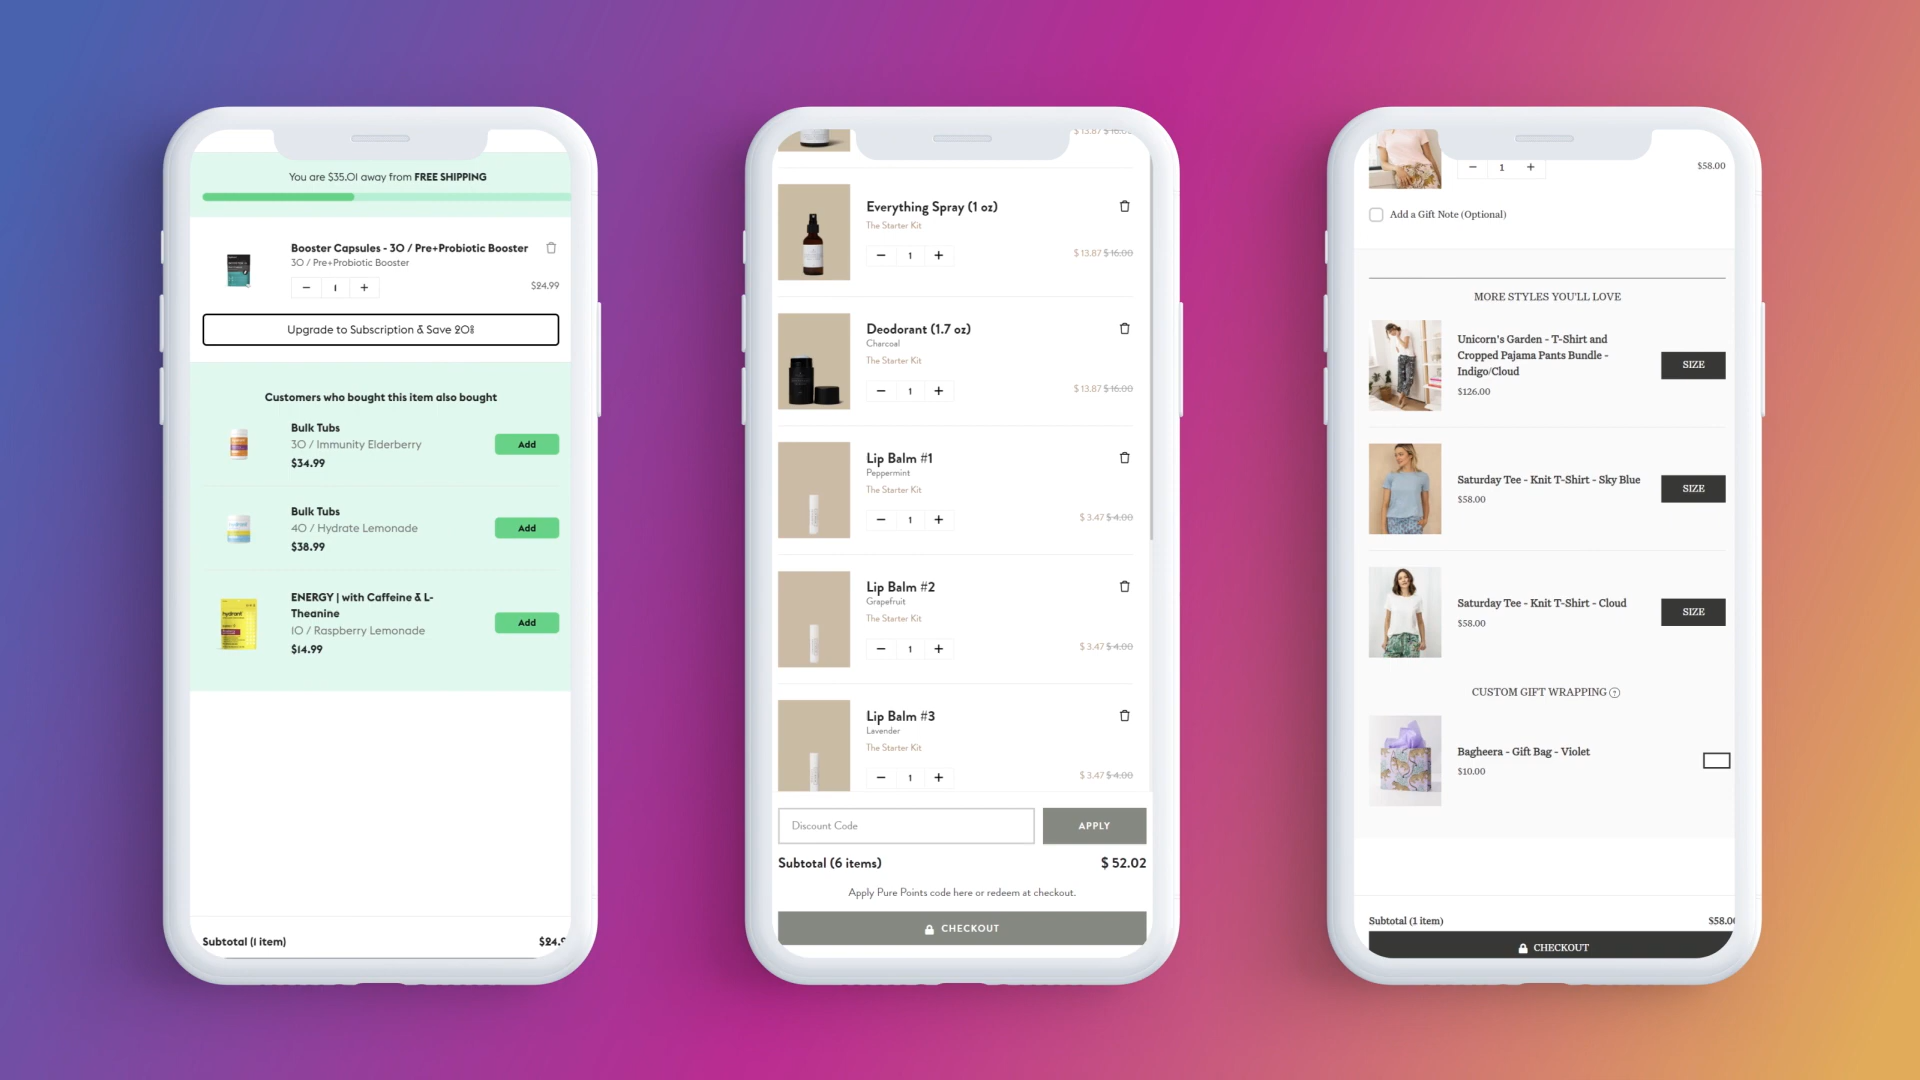 You are $35.01 away from FREE SHIPPING
Booster Capsules - 30 / Pre+Probiotic Booster
30 / Pre+Probiotic Booster
− 1 +
$24.99
Upgrade to Subscription & Save 20%
Customers who bought this item also bought
Bulk Tubs
30 / Immunity Elderberry
$34.99
Add
Bulk Tubs
40 / Hydrate Lemonade
$38.99
Add
hydrant
ENERGY | with Caffeine & L-
Theanine
10 / Raspberry Lemonade
$14.99
Add
Subtotal (1 item)
$24.9
$13.87 $16.00
Everything Spray (1 oz)
The Starter Kit
− 1 +
$13.87 $16.00
Deodorant (1.7 oz)
Charcoal
The Starter Kit
− 1 +
$13.87 $16.00
Lip Balm #1
Peppermint
The Starter Kit
− 1 +
$3.47 $4.00
Lip Balm #2
Grapefruit
The Starter Kit
− 1 +
$3.47 $4.00
Lip Balm #3
Lavender
The Starter Kit
− 1 +
$3.47 $4.00
Discount Code
APPLY
Subtotal (6 items)
$ 52.02
Apply Pure Points code here or redeem at checkout.
CHECKOUT
− 1 +
$58.00
Add a Gift Note (Optional)
MORE STYLES YOU'LL LOVE
Unicorn's Garden - T-Shirt and
Cropped Pajama Pants Bundle -
Indigo/Cloud
$126.00
SIZE
Saturday Tee - Knit T-Shirt - Sky Blue
$58.00
SIZE
Saturday Tee - Knit T-Shirt - Cloud
$58.00
SIZE
CUSTOM GIFT WRAPPING ?
Bagheera - Gift Bag - Violet
$10.00
Subtotal (1 item)
$58.00
CHECKOUT